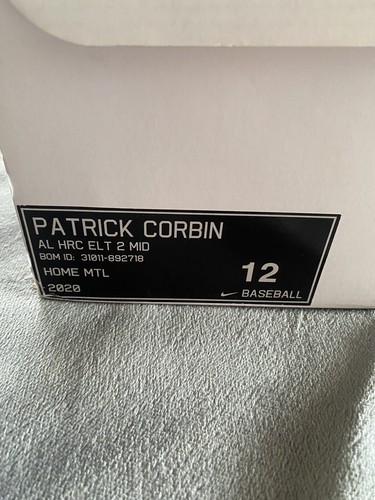 PATRICK CORBIN
AL HRC ELT 2 MID
BOM ID: 31011-892718
HOME MTL
12
-2020
BASEBALL